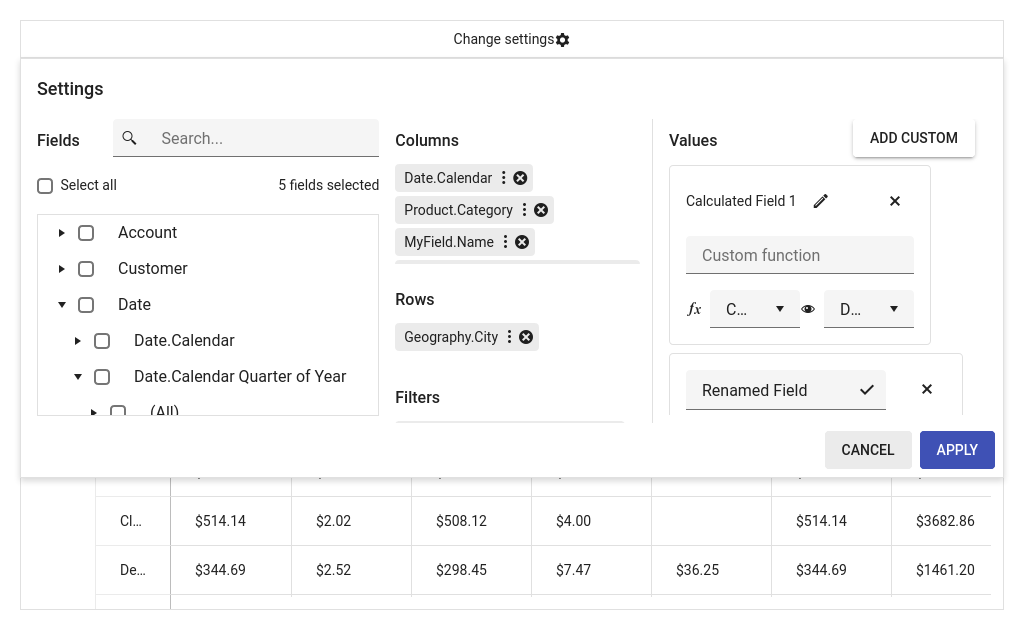 Change settings
Settings
Fields
Search...
Select all
5 fields selected
Account
Customer
Date
Date.Calendar
Date.Calendar Quarter of Year
(All)
Columns
Date.Calendar
Product.Category
MyField.Name
Rows
Geography.City
Filters
Values
ADD CUSTOM
Calculated Field 1
Custom function
fx C... D...
Renamed Field
CANCEL APPLY
Cl... $514.14 $2.02 $508.12 $4.00 $514.14 $3682.86
De... $344.69 $2.52 $298.45 $7.47 $36.25 $344.69 $1461.20